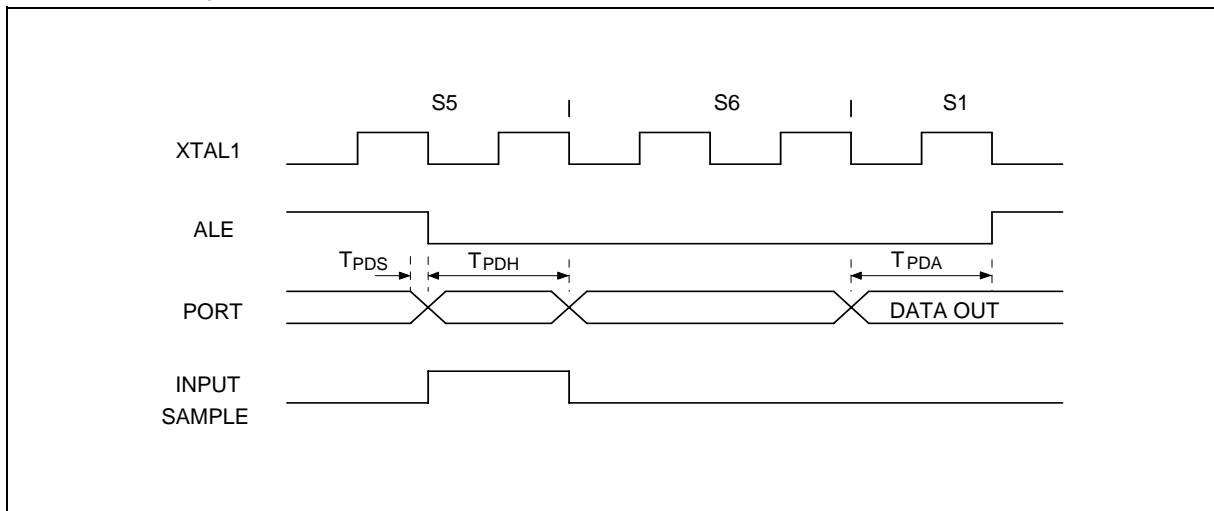 S5 S6 S1
XTAL1
ALE
TPDS TPDH TPDA
PORT DATA OUT
INPUT
SAMPLE